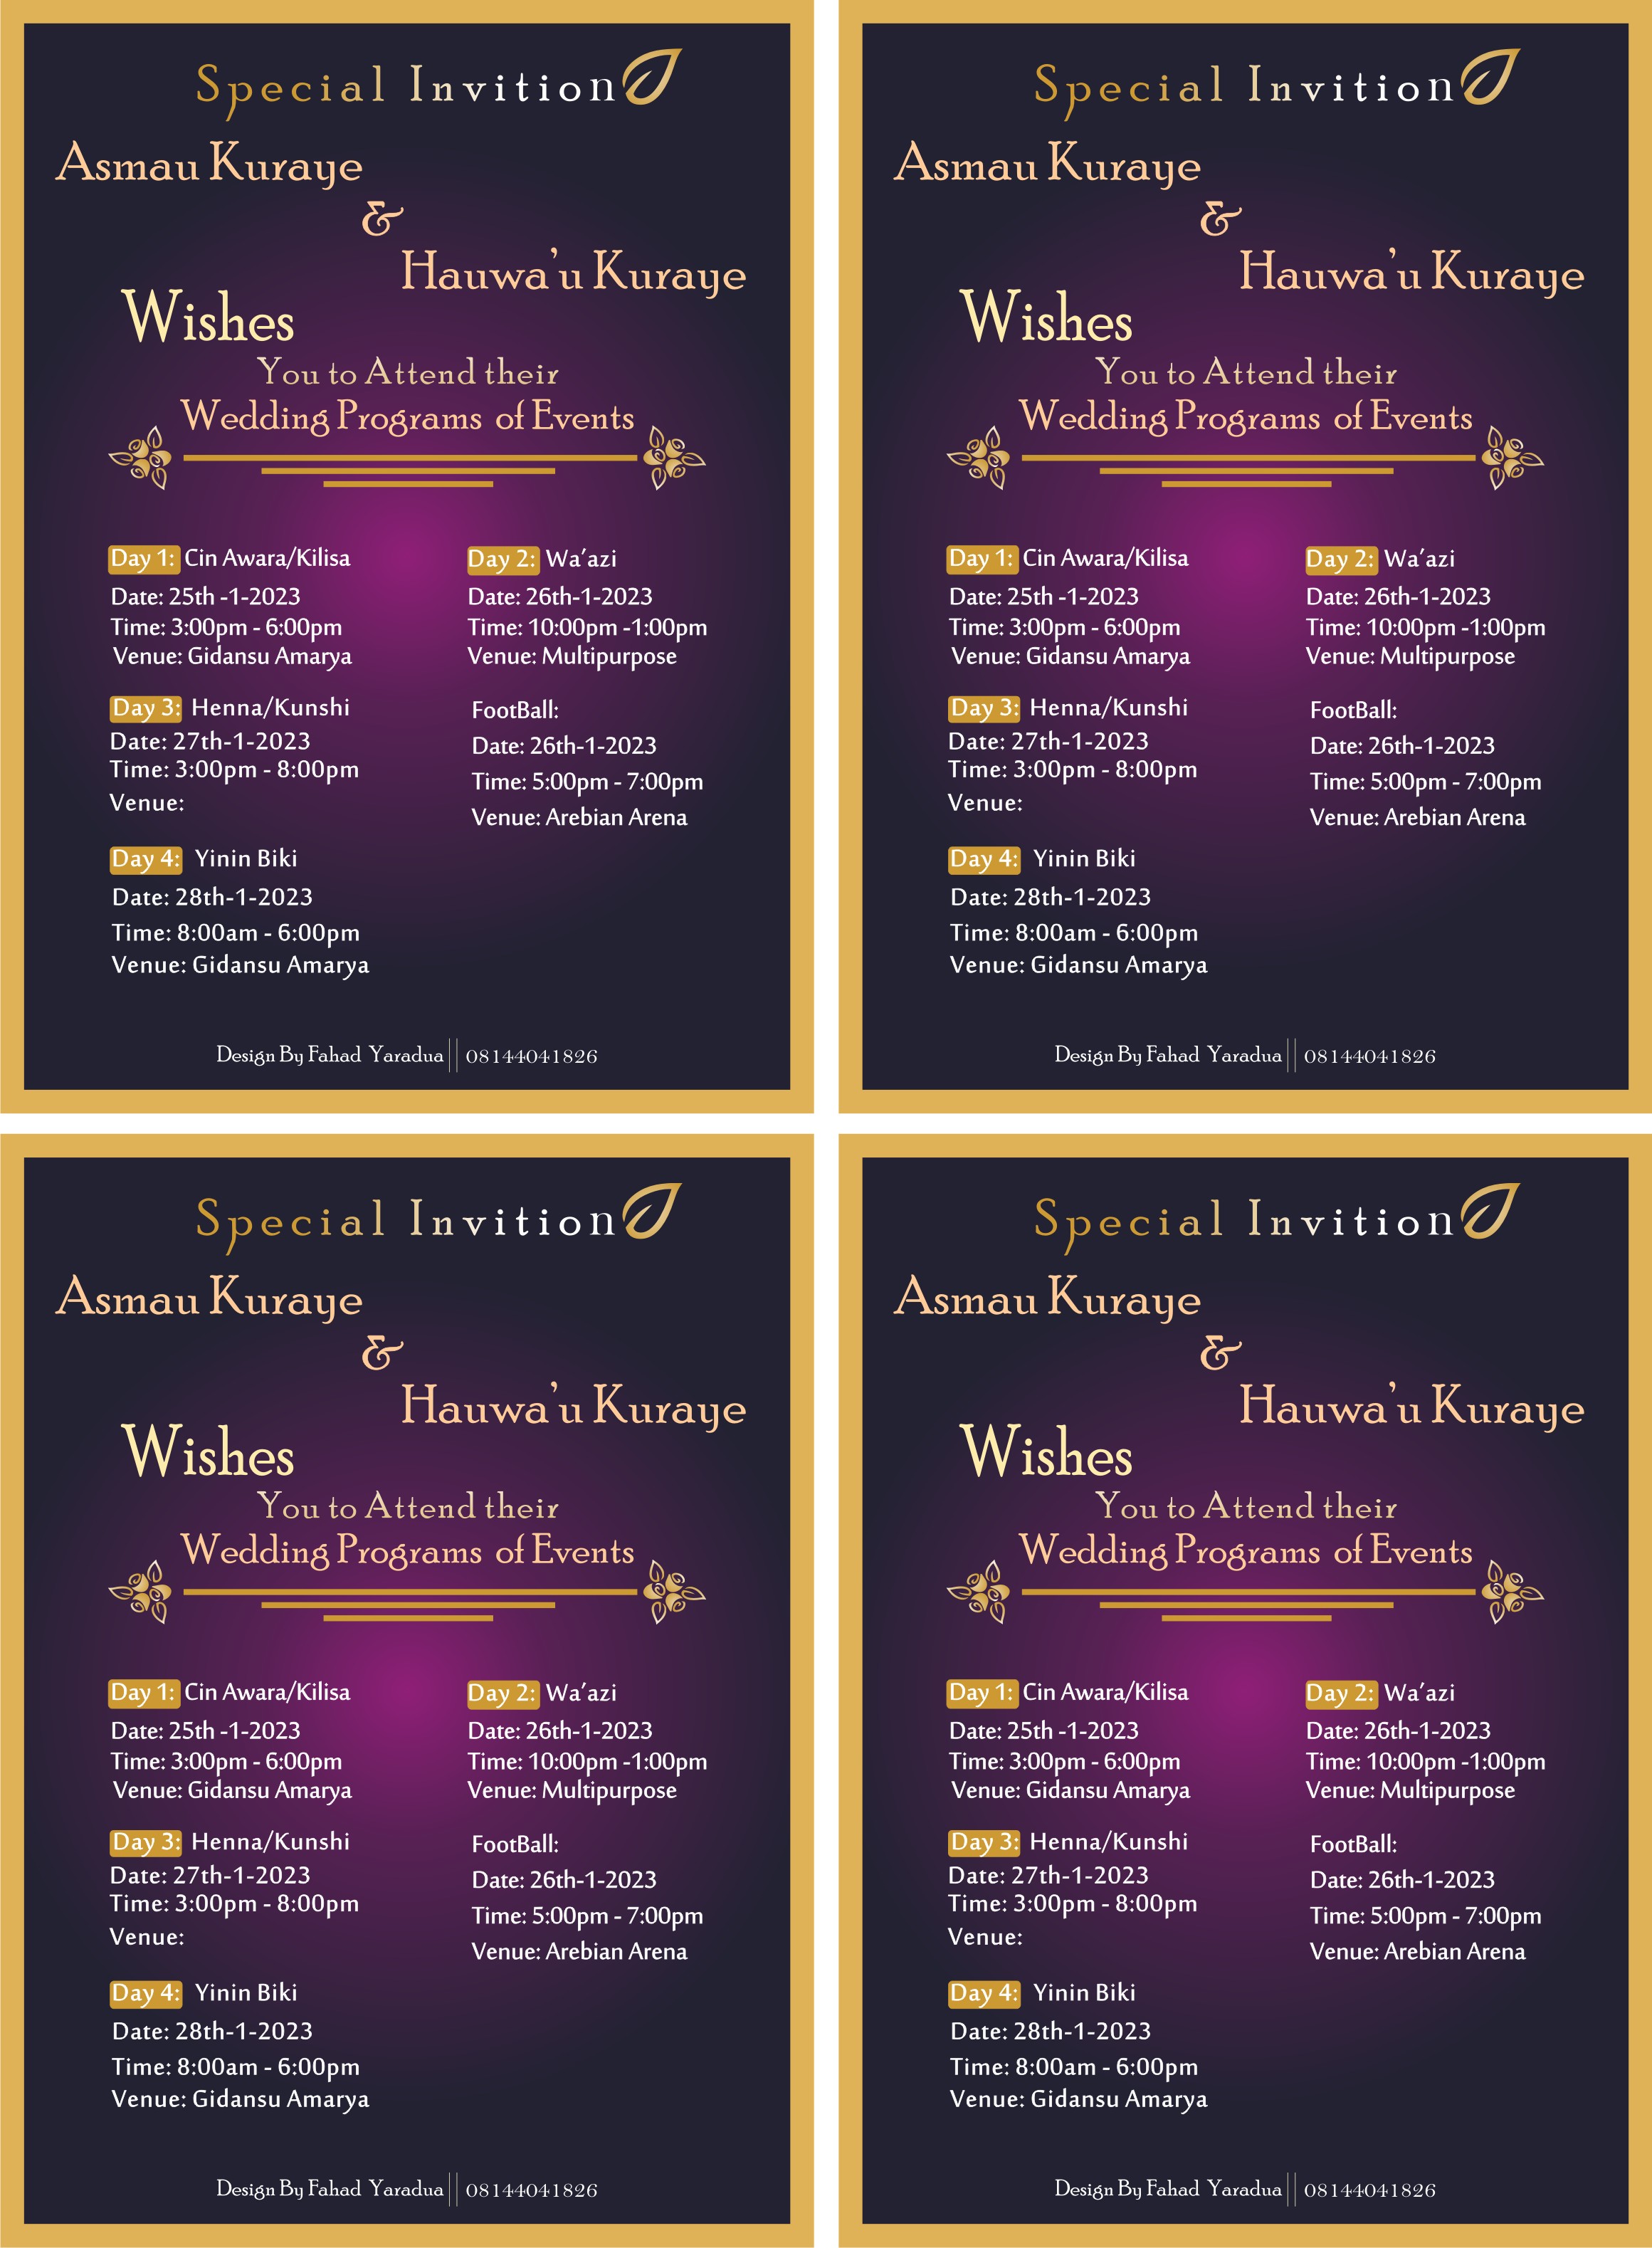 Special Invition
Asmau Kuraye
&
Hauwa'u Kuraye
Wishes
You to Attend their
Wedding Programs of Events
Day 1: Cin Awara/Kilisa
Date: 25th -1-2023
Time: 3:00pm - 6:00pm
Venue: Gidansu Amarya
Day 2: Wa'azi
Date: 26th-1-2023
Time: 10:00pm -1:00pm
Venue: Multipurpose
Day 3: Henna/Kunshi
Date: 27th-1-2023
Time: 3:00pm - 8:00pm
Venue:
FootBall:
Date: 26th-1-2023
Time: 5:00pm - 7:00pm
Venue: Arebian Arena
Day 4: Yinin Biki
Date: 28th-1-2023
Time: 8:00am - 6:00pm
Venue: Gidansu Amarya
Design By Fahad Yaradua || 08144041826
Special Invition
Asmau Kuraye
&
Hauwa'u Kuraye
Wishes
You to Attend their
Wedding Programs of Events
Day 1: Cin Awara/Kilisa
Date: 25th -1-2023
Time: 3:00pm - 6:00pm
Venue: Gidansu Amarya
Day 2: Wa'azi
Date: 26th-1-2023
Time: 10:00pm -1:00pm
Venue: Multipurpose
Day 3: Henna/Kunshi
Date: 27th-1-2023
Time: 3:00pm - 8:00pm
Venue:
FootBall:
Date: 26th-1-2023
Time: 5:00pm - 7:00pm
Venue: Arebian Arena
Day 4: Yinin Biki
Date: 28th-1-2023
Time: 8:00am - 6:00pm
Venue: Gidansu Amarya
Design By Fahad Yaradua || 08144041826
Special Invition
Asmau Kuraye
&
Hauwa'u Kuraye
Wishes
You to Attend their
Wedding Programs of Events
Day 1: Cin Awara/Kilisa
Date: 25th -1-2023
Time: 3:00pm - 6:00pm
Venue: Gidansu Amarya
Day 2: Wa'azi
Date: 26th-1-2023
Time: 10:00pm -1:00pm
Venue: Multipurpose
Day 3: Henna/Kunshi
Date: 27th-1-2023
Time: 3:00pm - 8:00pm
Venue:
FootBall:
Date: 26th-1-2023
Time: 5:00pm - 7:00pm
Venue: Arebian Arena
Day 4: Yinin Biki
Date: 28th-1-2023
Time: 8:00am - 6:00pm
Venue: Gidansu Amarya
Design By Fahad Yaradua || 08144041826
Special Invition
Asmau Kuraye
&
Hauwa'u Kuraye
Wishes
You to Attend their
Wedding Programs of Events
Day 1: Cin Awara/Kilisa
Date: 25th -1-2023
Time: 3:00pm - 6:00pm
Venue: Gidansu Amarya
Day 2: Wa'azi
Date: 26th-1-2023
Time: 10:00pm -1:00pm
Venue: Multipurpose
Day 3: Henna/Kunshi
Date: 27th-1-2023
Time: 3:00pm - 8:00pm
Venue:
FootBall:
Date: 26th-1-2023
Time: 5:00pm - 7:00pm
Venue: Arebian Arena
Day 4: Yinin Biki
Date: 28th-1-2023
Time: 8:00am - 6:00pm
Venue: Gidansu Amarya
Design By Fahad Yaradua || 08144041826